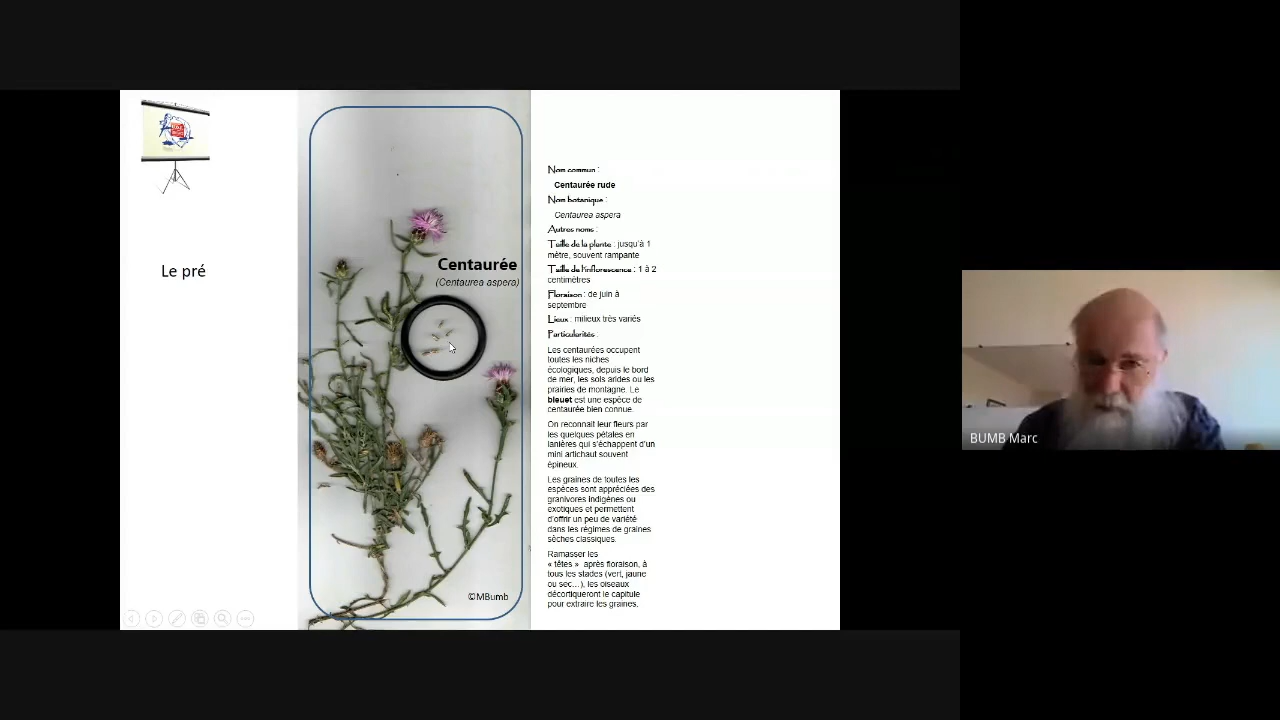 Le pré
Centaurée
(Centaurea aspera)
©MBumb
Nom commun :
Centaurée rude
Nom botanique :
Centaurea aspera
Autres noms :
Taille de la plante : jusqu'à 1
mètre, souvent rampante
Taille de l'inflorescence : 1 à 2
centimètres
Floraison : de juin à
septembre
Lieux : milieux très variés
Particularités :
Les centaurées occupent
toutes les niches
écologiques, depuis le bord
de mer, les sols arides ou les
prairies de montagne. Le
bleuet est une espèce de
centaurée bien connue.
On reconnait leur fleurs par
les quelques pétales en
lanières qui s'échappent d'un
mini artichaut souvent
épineux.
Les graines de toutes les
espèces sont appréciées des
granivores indigènes ou
exotiques et permettent
d'offrir un peu de variété
dans les régimes de graines
sèches classiques.
Ramasser les
« têtes » après floraison, à
tous les stades (vert, jaune
ou sec...), les oiseaux
décortiqueront le capitule
pour extraire les graines.
BUMB Marc